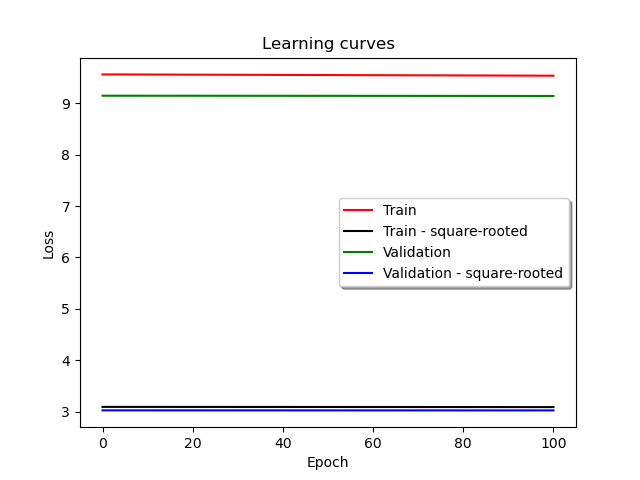 Learning curves
Loss
9
8
7
6
5
4
3
Train
Train - square-rooted
Validation
Validation - square-rooted
0 20 40 60 80 100
Epoch